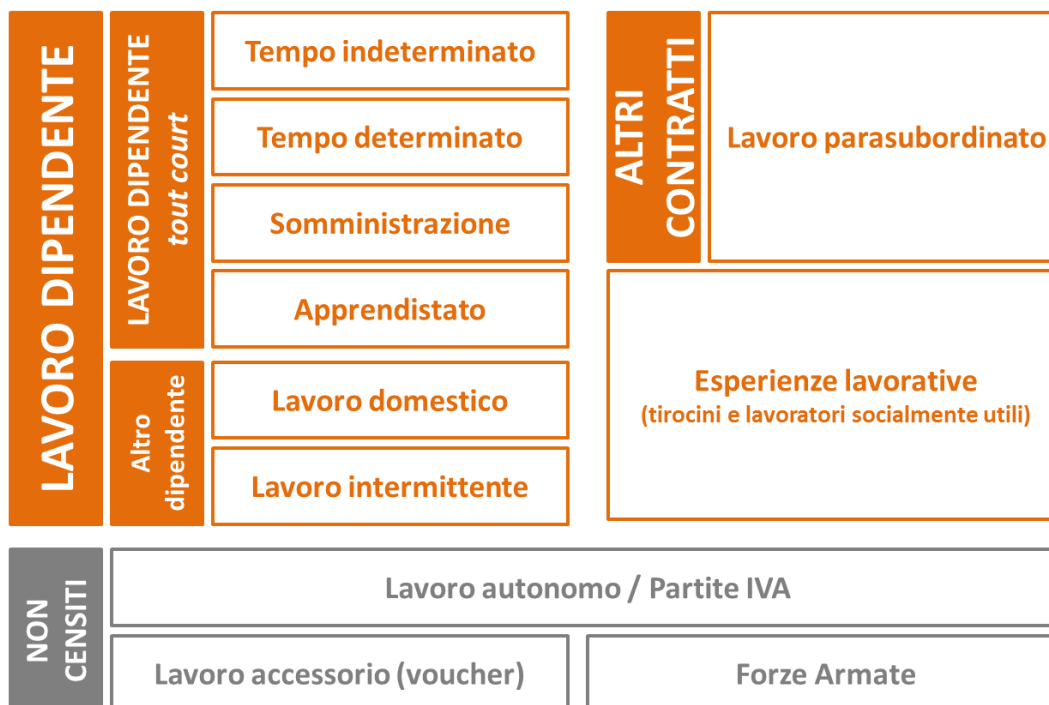 LAVORO DIPENDENTE
LAVORO DIPENDENTE
tout court
Tempo indeterminato
Tempo determinato
Somministrazione
Apprendistato
Altro
dipendente
Lavoro domestico
Lavoro intermittente
ALTRI
CONTRATTI
Lavoro parasubordinato
Esperienze lavorative
(tirocini e lavoratori socialmente utili)
NON
CENSITI
Lavoro autonomo / Partite IVA
Lavoro accessorio (voucher)
Forze Armate